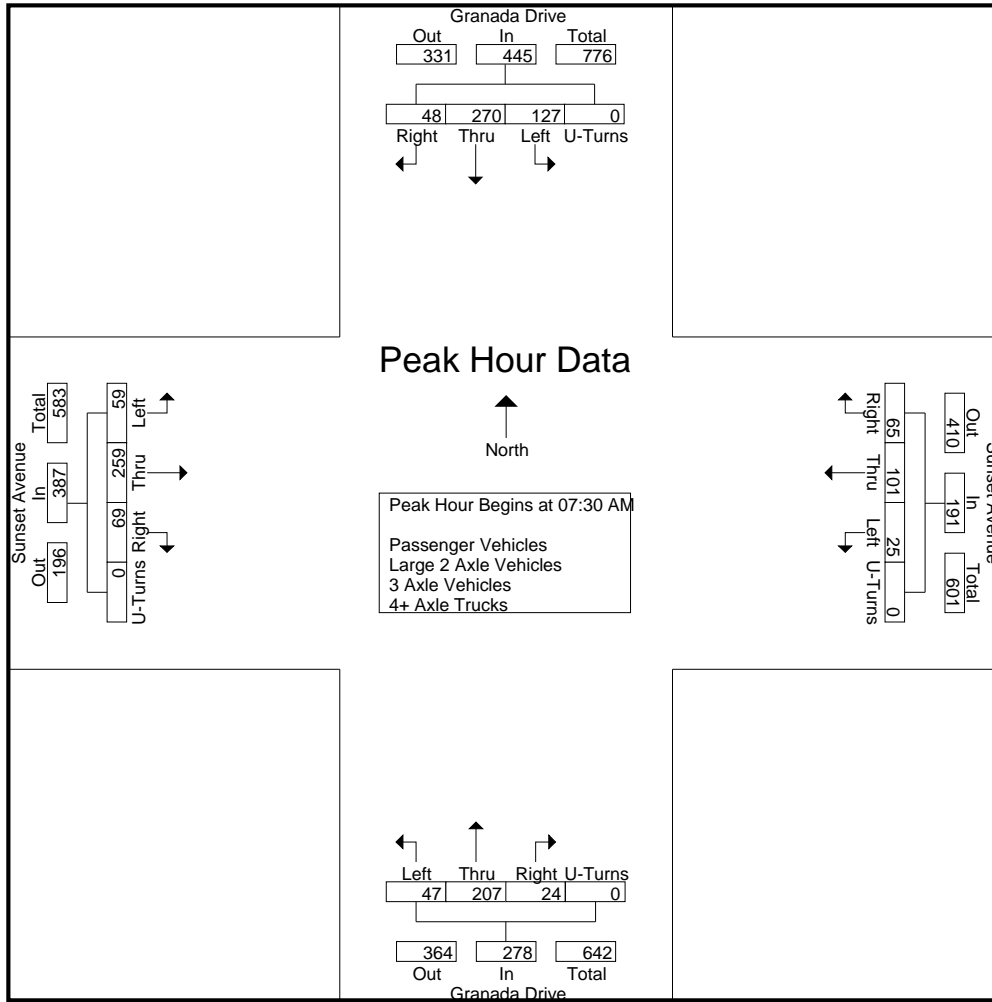 Granada Drive
Out In Total
331 445 776
48 270 127 0
Right Thru Left U-Turns
Peak Hour Data
North
Peak Hour Begins at 07:30 AM
Passenger Vehicles
Large 2 Axle Vehicles
3 Axle Vehicles
4+ Axle Trucks
Sunset Avenue
Total In Out
583 387 196
59 259 69 0
Left Thru Right U-Turns
Right Thru Left U-Turns
65 101 25 0
Out In Total
410 191 601
Sunset Avenue
Left Thru Right U-Turns
47 207 24 0
364 278 642
Out In Total
Granada Drive